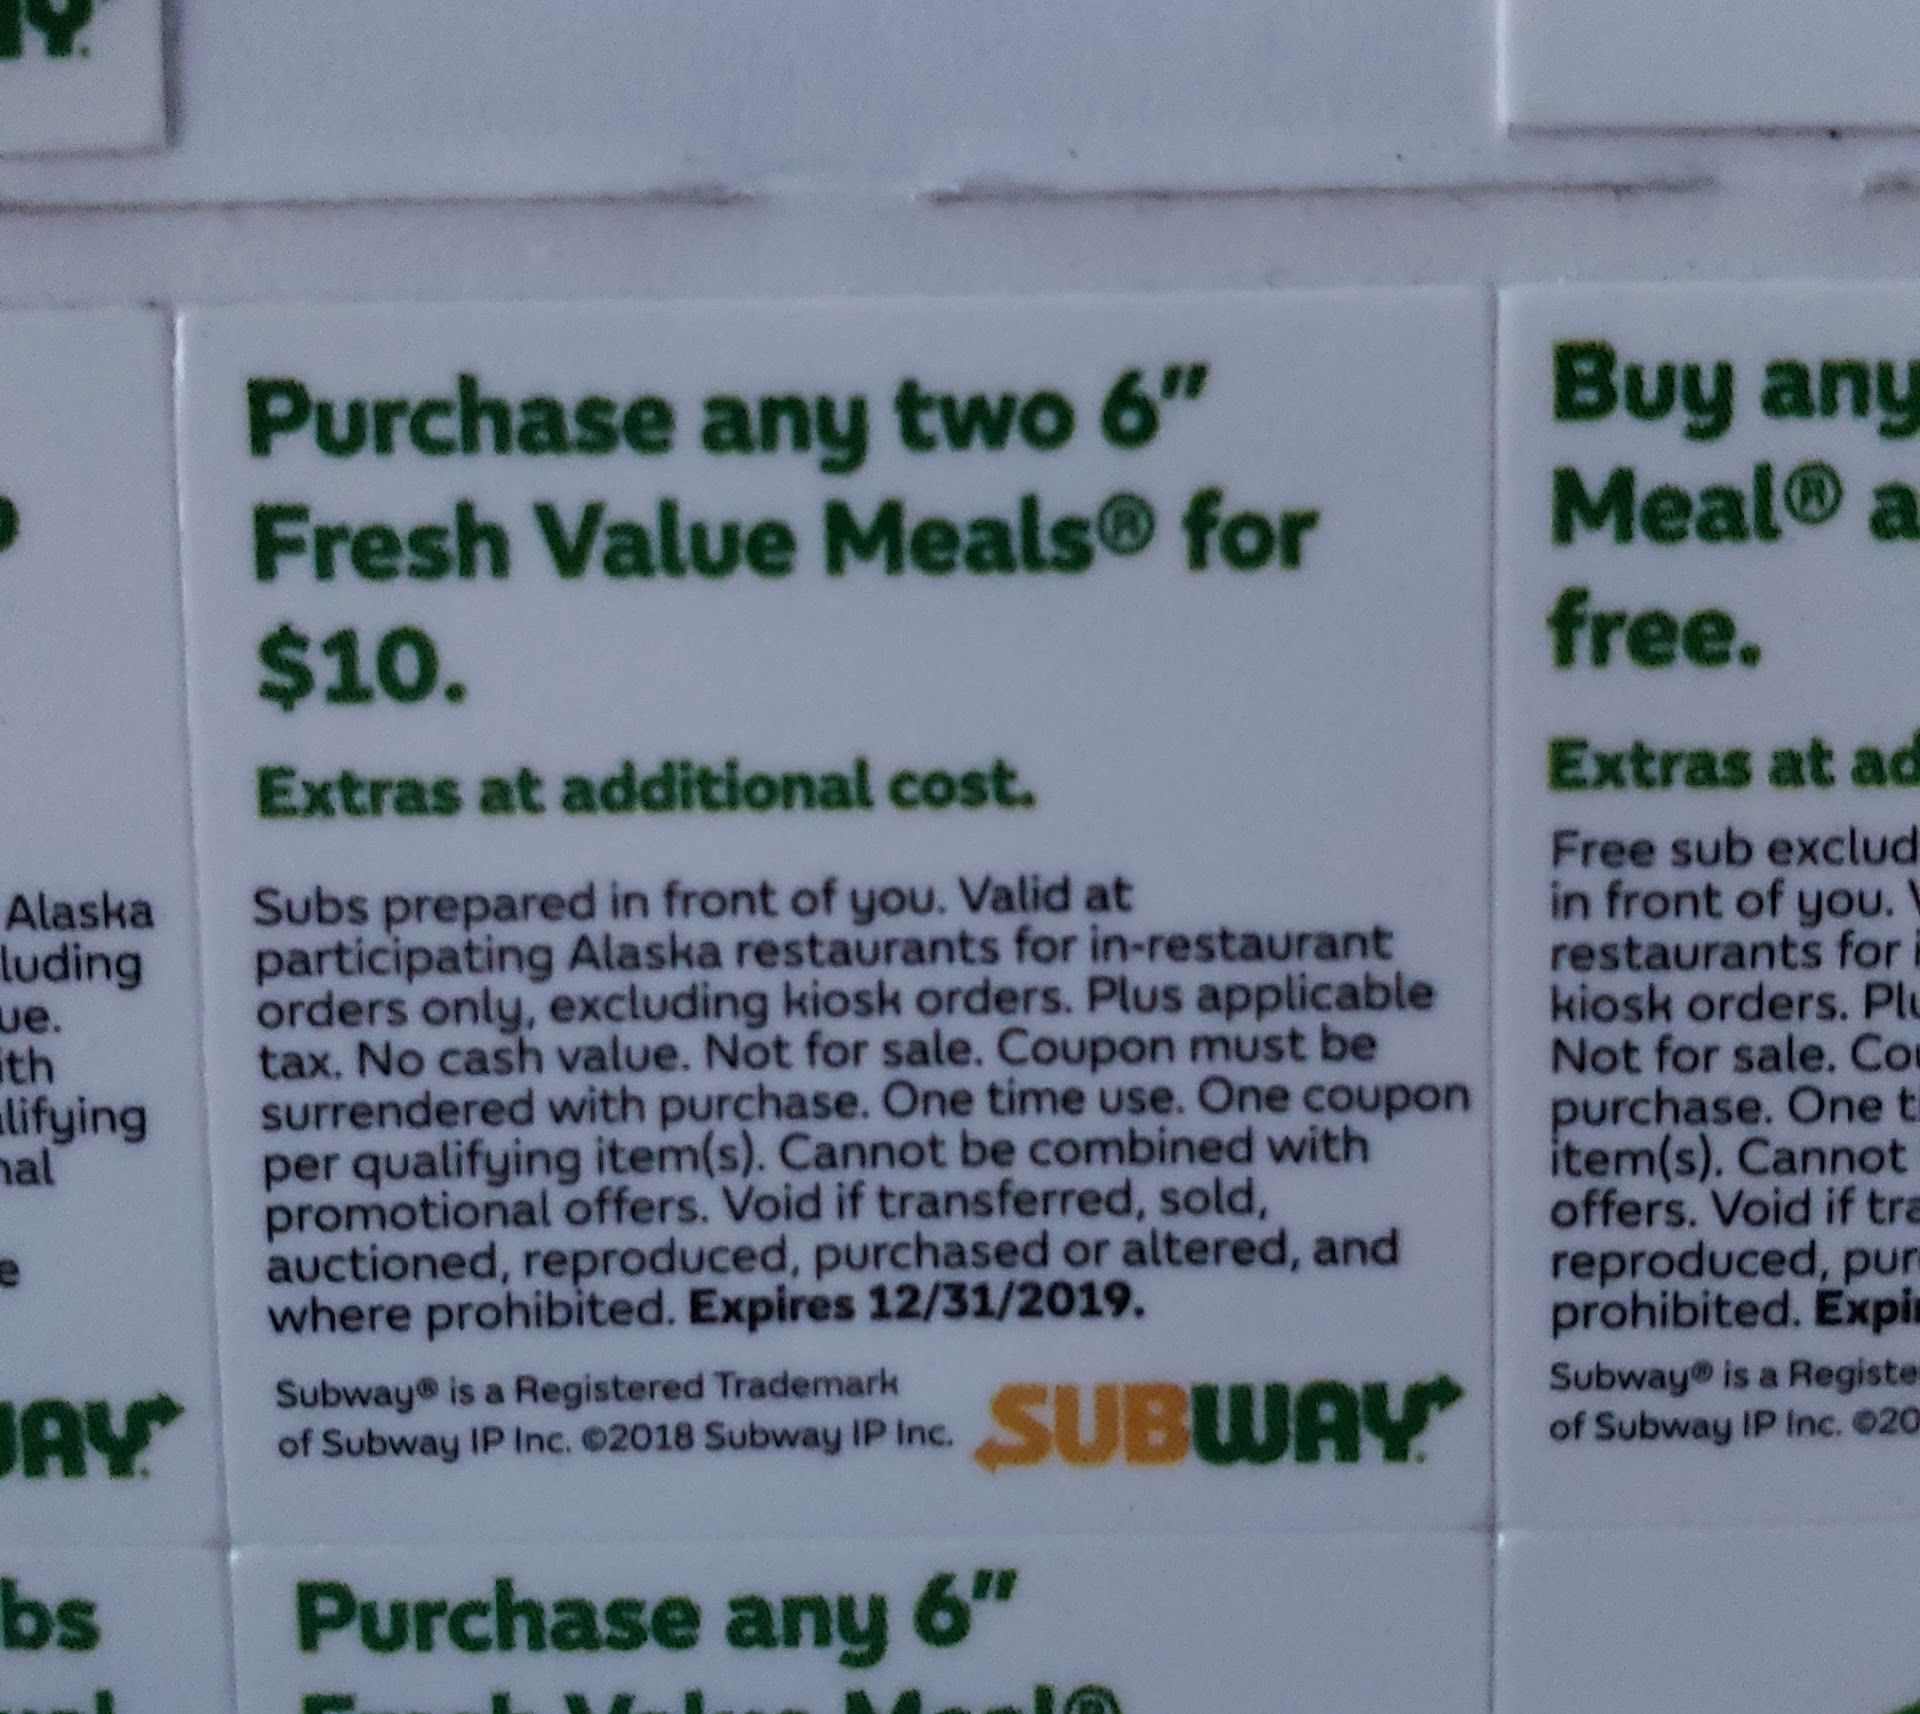 Purchase any two 6"
Fresh Value Meals® for
$10.
Extras at additional cost.
Subs prepared in front of you. Valid at
participating Alaska restaurants for in-restaurant
orders only, excluding kiosk orders. Plus applicable
tax. No cash value. Not for sale. Coupon must be
surrendered with purchase. One time use. One coupon
per qualifying item(s). Cannot be combined with
promotional offers. Void if transferred, sold,
auctioned, reproduced, purchased or altered, and
where prohibited. Expires 12/31/2019.
Subway® is a Registered Trademark
of Subway IP Inc. ©2018 Subway IP Inc.
SUBWAY
Alaska
Buy any
Meal®
free.
Extras at
Free sub
in front of you.
restaurants for
kiosk orders.
Not for sale.
purchase. One
item(s). Cannot
offers. Void if
reproduced,
prohibited.
Subway® is a
of Subway IP Inc.
Purchase any 6"
Fresh Value Meal®